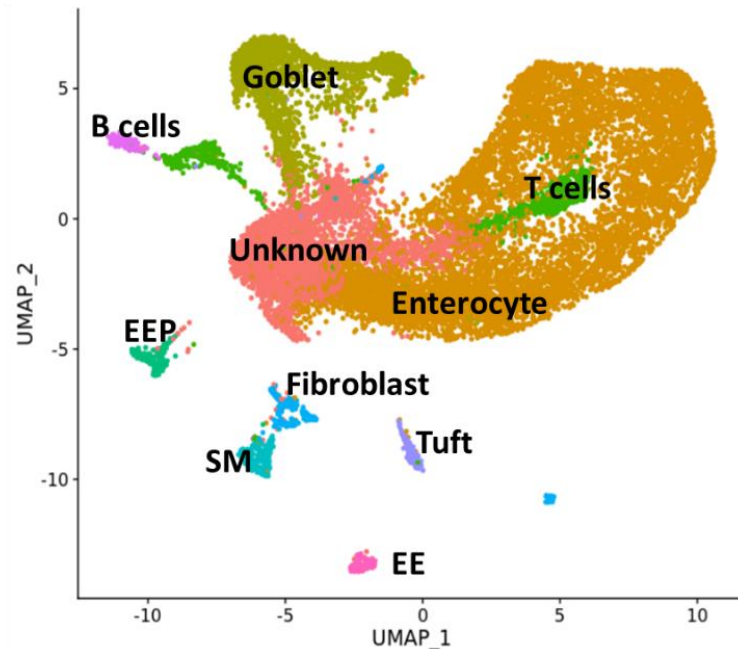 Goblet
5
B cells
T cells
0
Unknown
Enterocyte
UMAP_2
EEP
-5
Fibroblast
SM
Tuft
-10
EE
-10
-5
0
5
10
UMAP_1